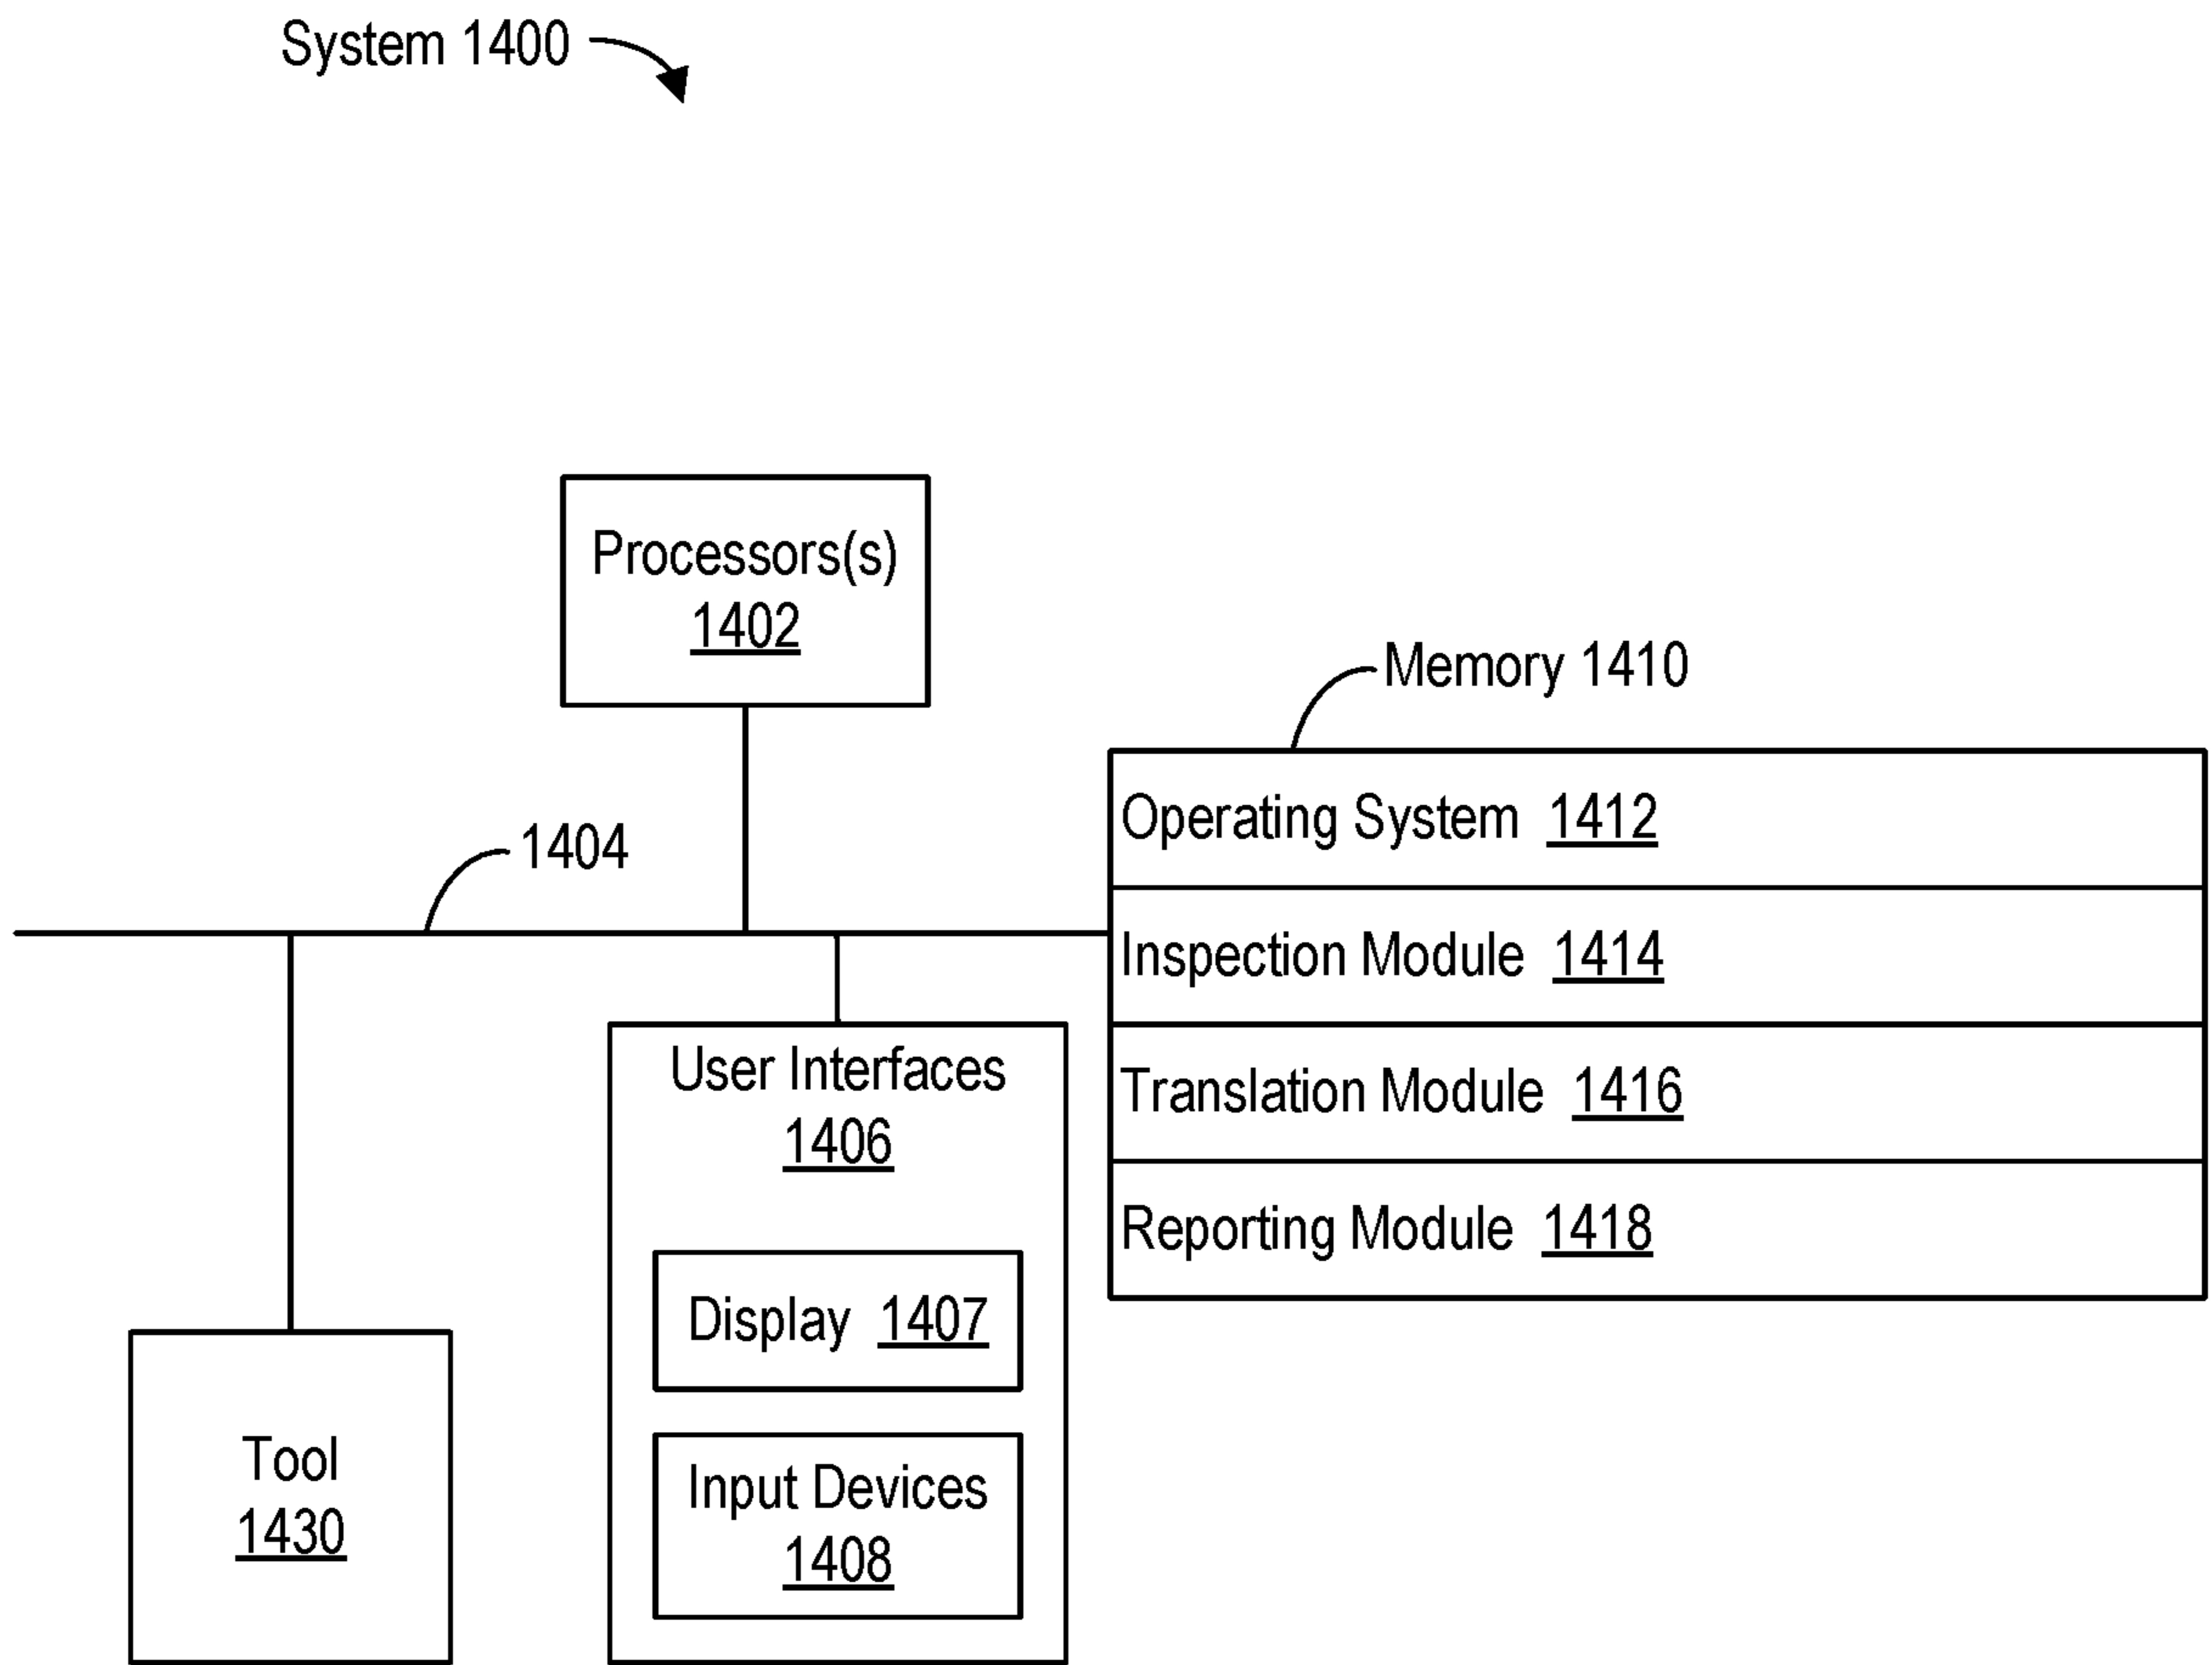 System 1400
Processors(s)
1402
Memory 1410
Operating System 1412
1404
Inspection Module 1414
User Interfaces
1406
Translation Module 1416
Reporting Module 1418
Display 1407
Tool
1430
Input Devices
1408